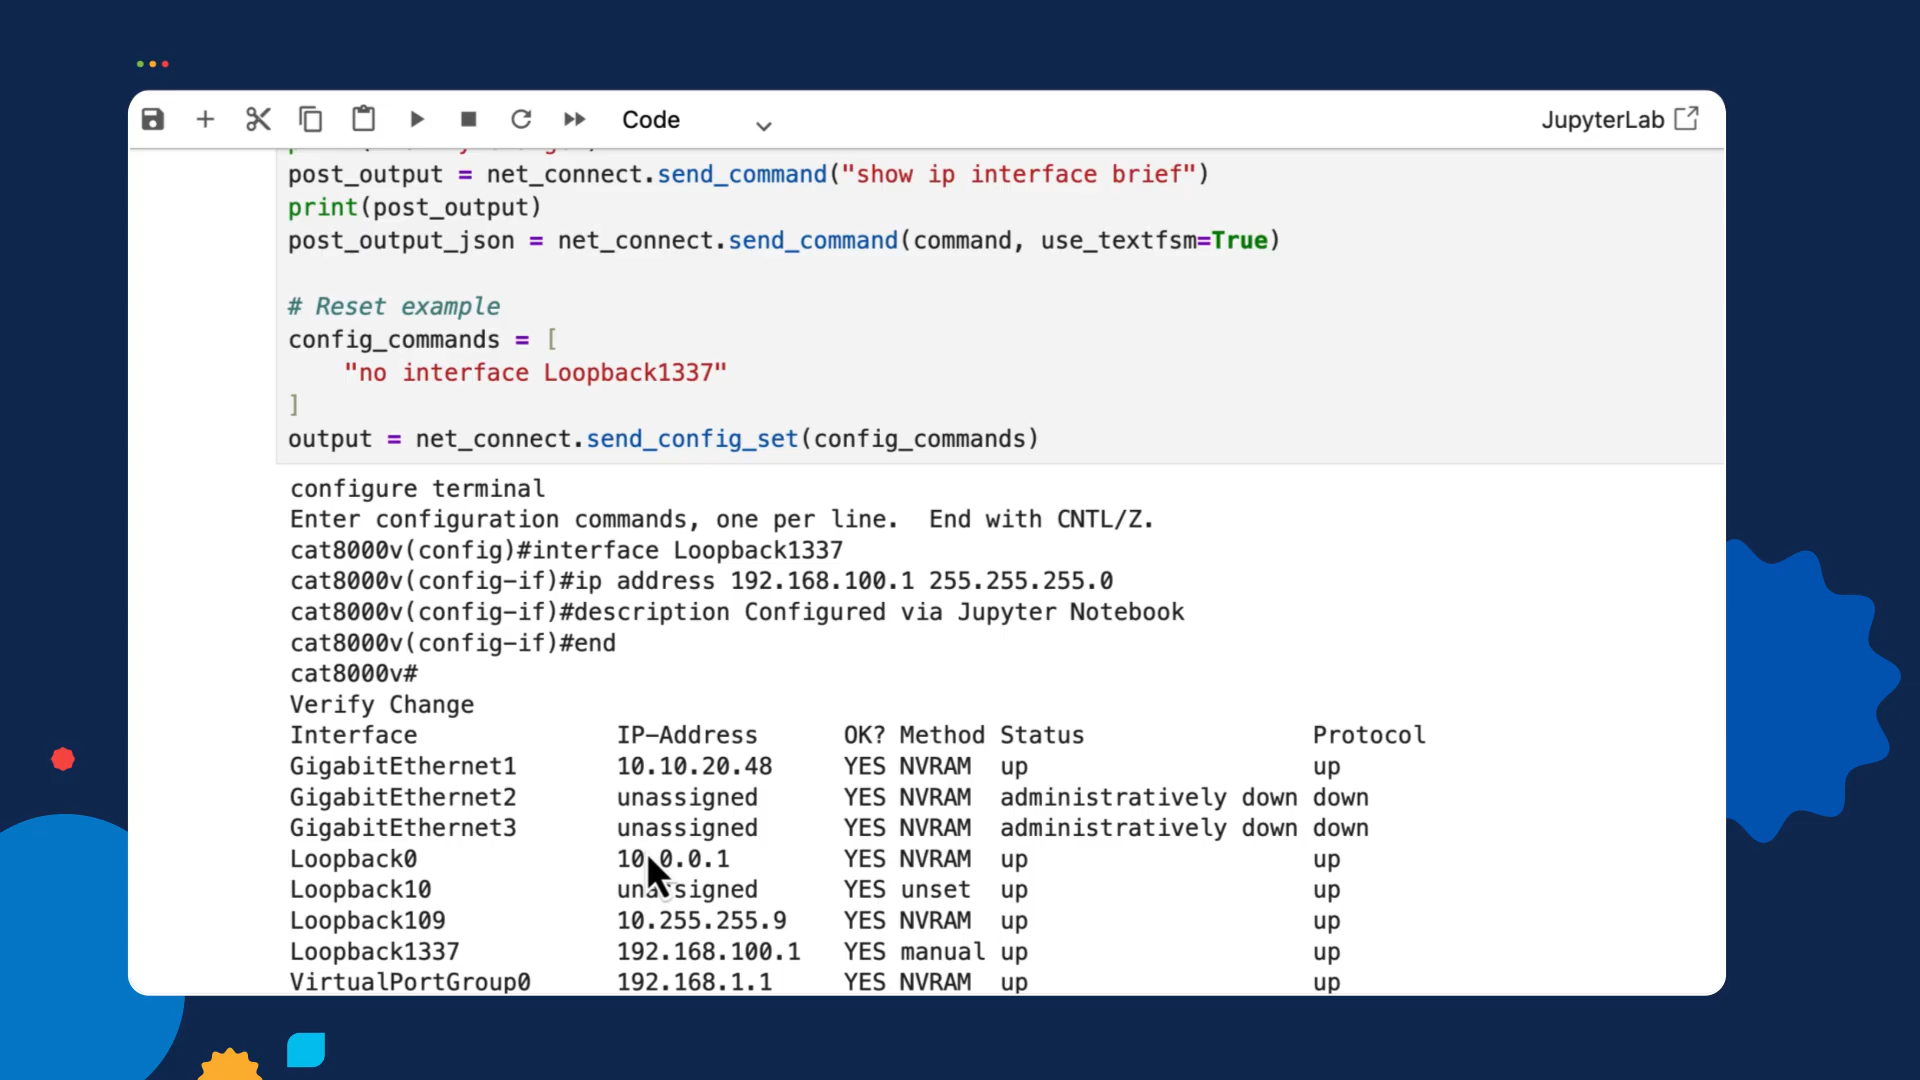 Code
JupyterLab
post_output = net_connect.send_command("show ip interface brief")
print(post_output)
post_output_json = net_connect.send_command(command, use_textfsm=True)
# Reset example
config_commands = [
    "no interface Loopback1337"
]
output = net_connect.send_config_set(config_commands)
configure terminal
Enter configuration commands, one per line.  End with CNTL/Z.
cat8000v(config)#interface Loopback1337
cat8000v(config-if)#ip address 192.168.100.1 255.255.255.0
cat8000v(config-if)#description Configured via Jupyter Notebook
cat8000v(config-if)#end
cat8000v#
Verify Change
Interface              IP-Address      OK? Method Status                Protocol
GigabitEthernet1       10.10.20.48     YES NVRAM  up                    up
GigabitEthernet2       unassigned      YES NVRAM  administratively down down
GigabitEthernet3       unassigned      YES NVRAM  administratively down down
Loopback0              10.0.0.1        YES NVRAM  up                    up
Loopback10             unassigned      YES unset  up                    up
Loopback109            10.255.255.9    YES NVRAM  up                    up
Loopback1337           192.168.100.1   YES manual up                    up
VirtualPortGroup0      192.168.1.1     YES NVRAM  up                    up